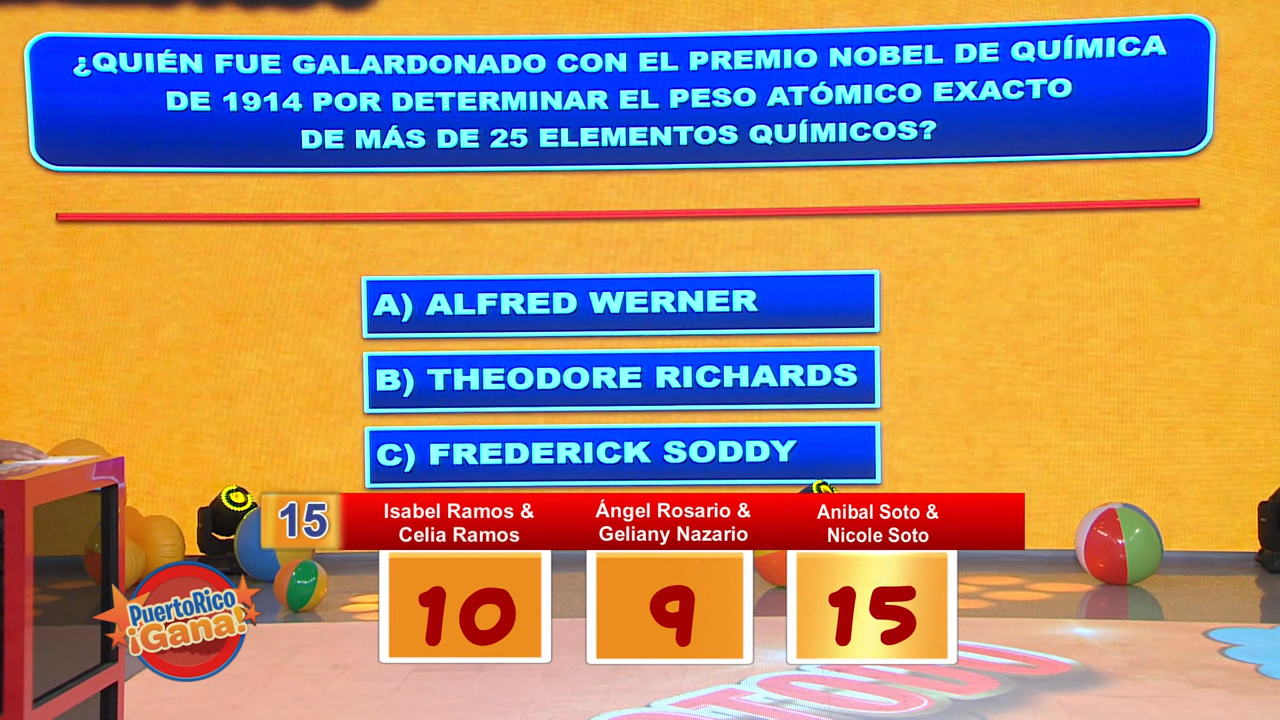 ¿QUIÉN FUE GALARDONADO CON EL PREMIO NOBEL DE QUÍMICA
DE 1914 POR DETERMINAR EL PESO ATÓMICO EXACTO
DE MÁS DE 25 ELEMENTOS QUÍMICOS?
A) ALFRED WERNER
B) THEODORE RICHARDS
C) FREDERICK SODDY
15
Isabel Ramos &
Celia Ramos
Ángel Rosario &
Geliany Nazario
Anibal Soto &
Nicole Soto
10
9
15
PuertoRico
¡Gana!